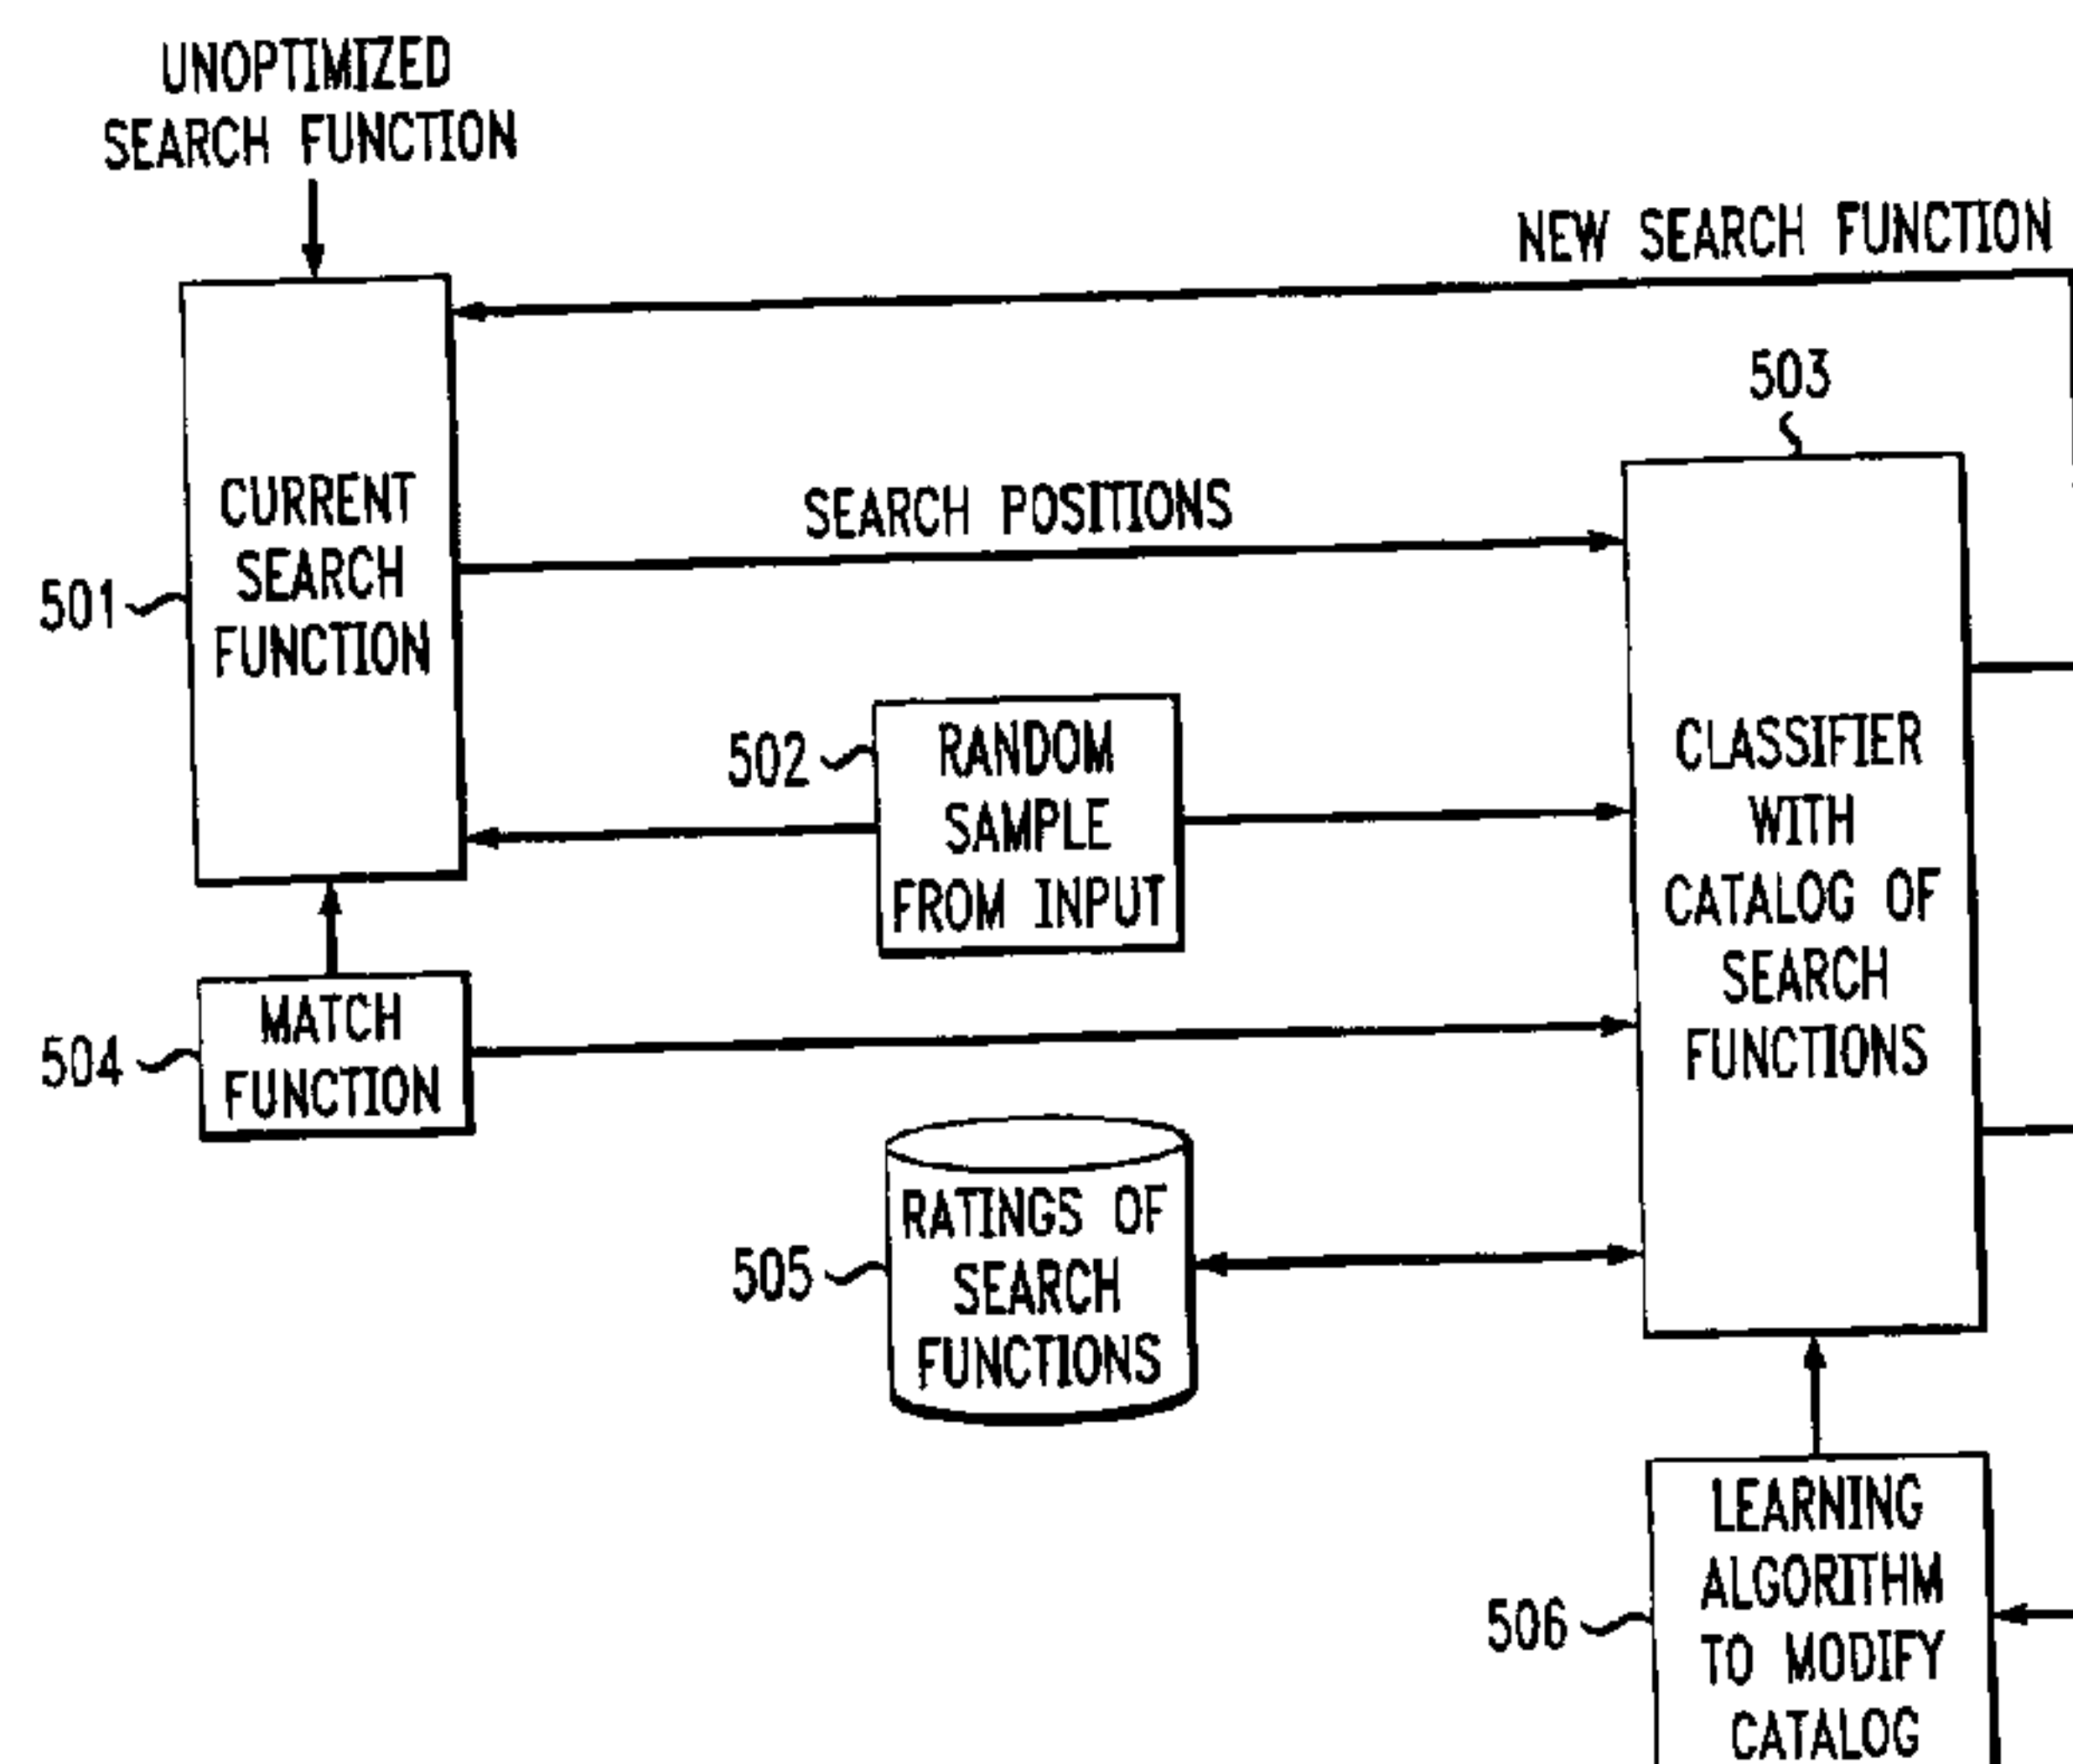 UNOPTIMIZED
SEARCH FUNCTION
NEW SEARCH FUNCTION
503
CURRENT
SEARCH
FUNCTION
501
SEARCH POSITIONS
502
RANDOM
SAMPLE
FROM INPUT
CLASSIFIER
WITH
CATALOG OF
SEARCH
FUNCTIONS
504
MATCH
FUNCTION
505
RATINGS OF
SEARCH
FUNCTIONS
506
LEARNING
ALGORITHM
TO MODIFY
CATALOG